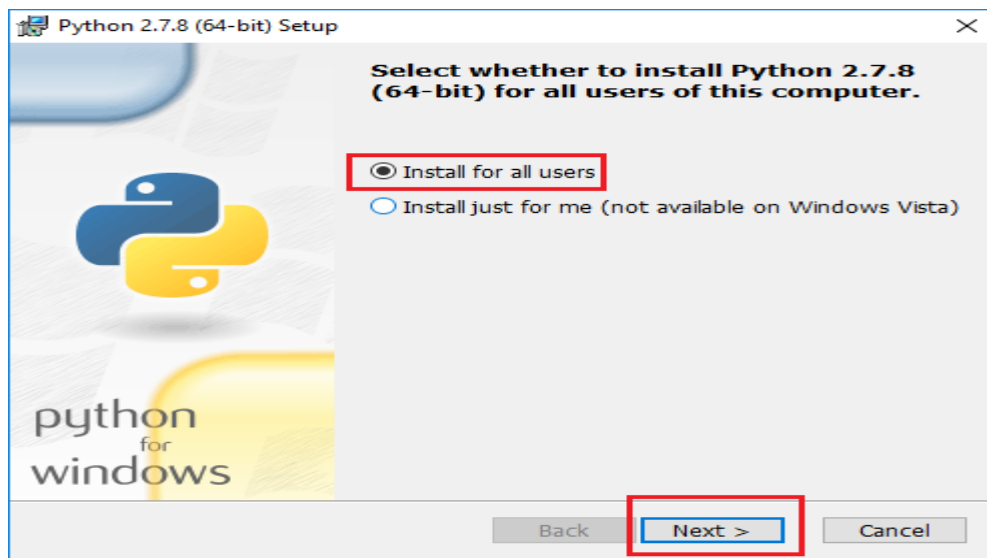 Python 2.7.8 (64-bit) Setup
Select whether to install Python 2.7.8
(64-bit) for all users of this computer.
Install for all users
Install just for me (not available on Windows Vista)
python
for
windows
Back
Next >
Cancel